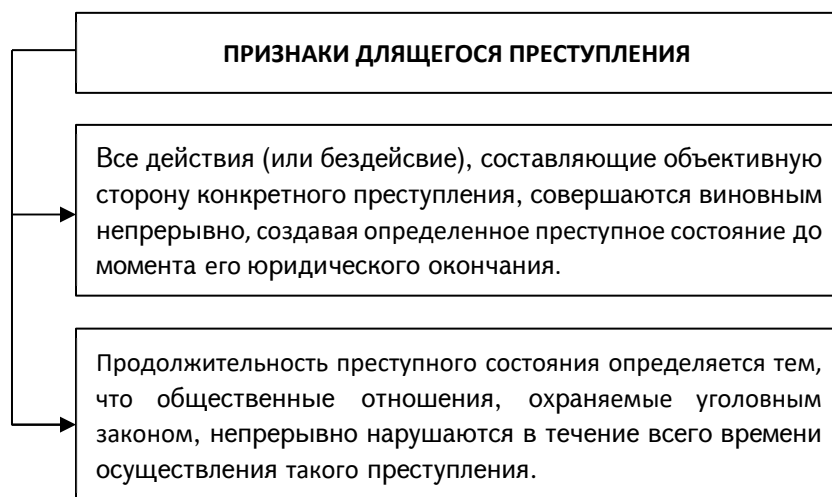 ПРИЗНАКИ ДЛЯЩЕГОСЯ ПРЕСТУПЛЕНИЯ
Все действия (или бездейсвие), составляющие объективную
сторону конкретного преступления, совершаются виновным
непрерывно, создавая определенное преступное состояние до
момента его юридического окончания.
Продолжительность преступного состояния определяется тем,
что общественные отношения, охраняемые уголовным
законом, непрерывно нарушаются в течение всего времени
осуществления такого преступления.